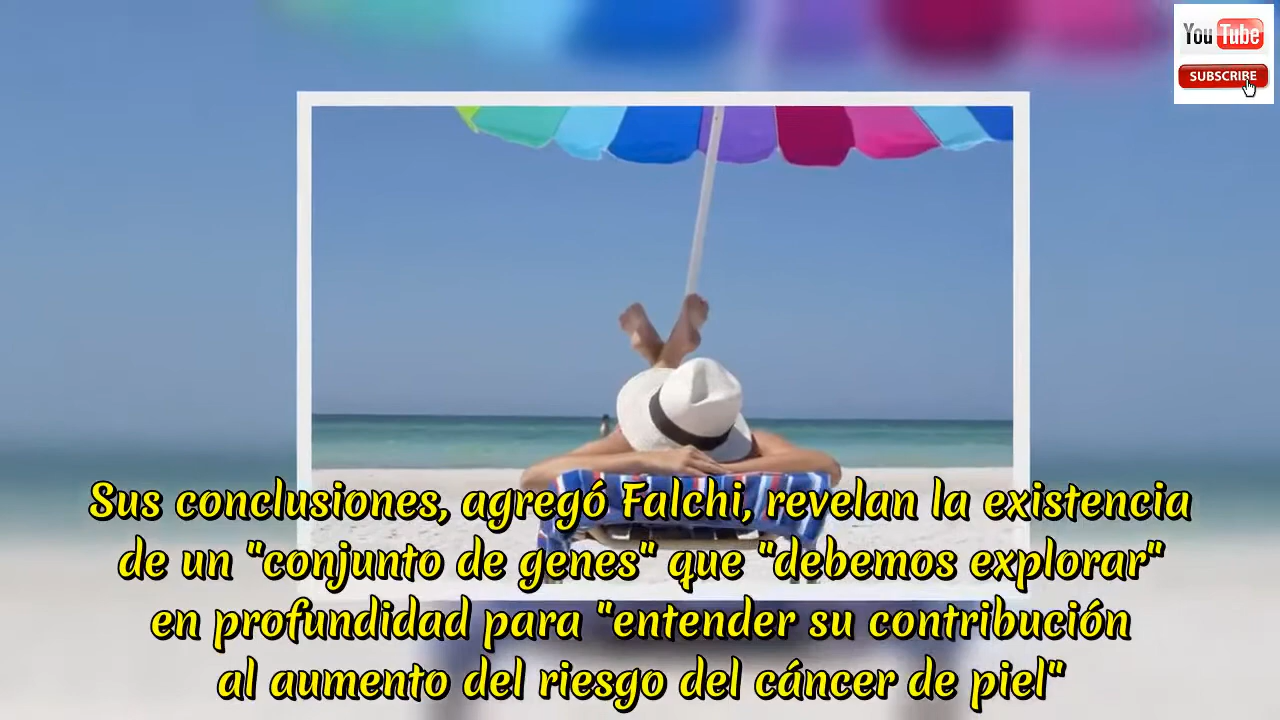 You Tube
SUBSCRIBE
Sus conclusiones, agregó Falchi, revelan la existencia
de un "conjunto de genes" que "debemos explorar"
en profundidad para "entender su contribución
al aumento del riesgo del cáncer de piel"